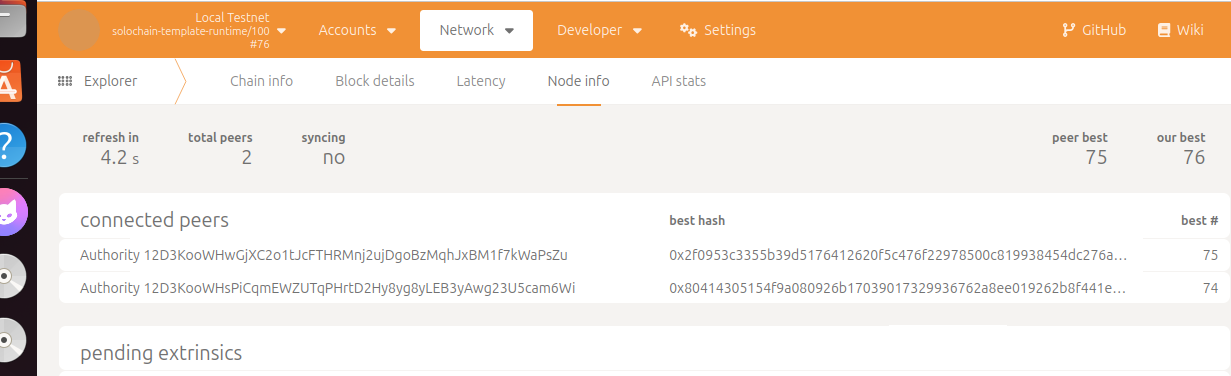 Local Testnet
solochain-template-runtime/100
#76
Accounts
Network
Developer
Settings
GitHub
Wiki
Explorer
Chain info
Block details
Latency
Node info
API stats
refresh in
4.2 s
total peers
2
syncing
no
peer best
75
our best
76
connected peers best hash best #
Authority 12D3KooWHwGjXC2o1tJcFTHRMnj2ujDgoBzMqhJxBM1f7kWaPsZu 0x2f0953c3355b39d5176412620f5c476f22978500c819938454dc276a… 75
Authority 12D3KooWHsPiCqmEWZUTqPHrtD2Hy8yg8yLEB3yAwg23U5cam6Wi 0x80414305154f9a080926b17039017329936762a8ee019262b8f441e… 74
pending extrinsics